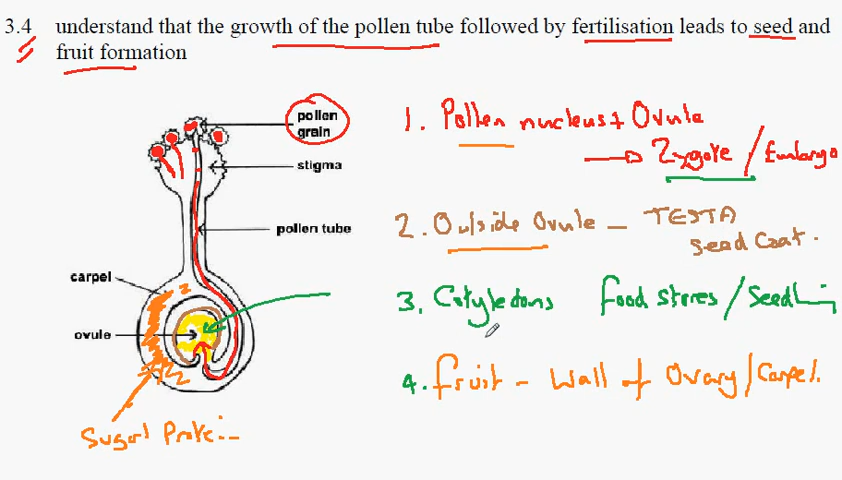 3.4 understand that the growth of the pollen tube followed by fertilisation leads to seed and
fruit formation
pollen
grain
stigma
pollen tube
carpel
ovule
1. Pollen nucleus + Ovule
Zygote / Embryo
2. Outside Ovule - TESTA
Seed Coat.
3. Cotyledons food stores / Seedling
4. fruit - Wall of Ovary / Carpel.
Sugar